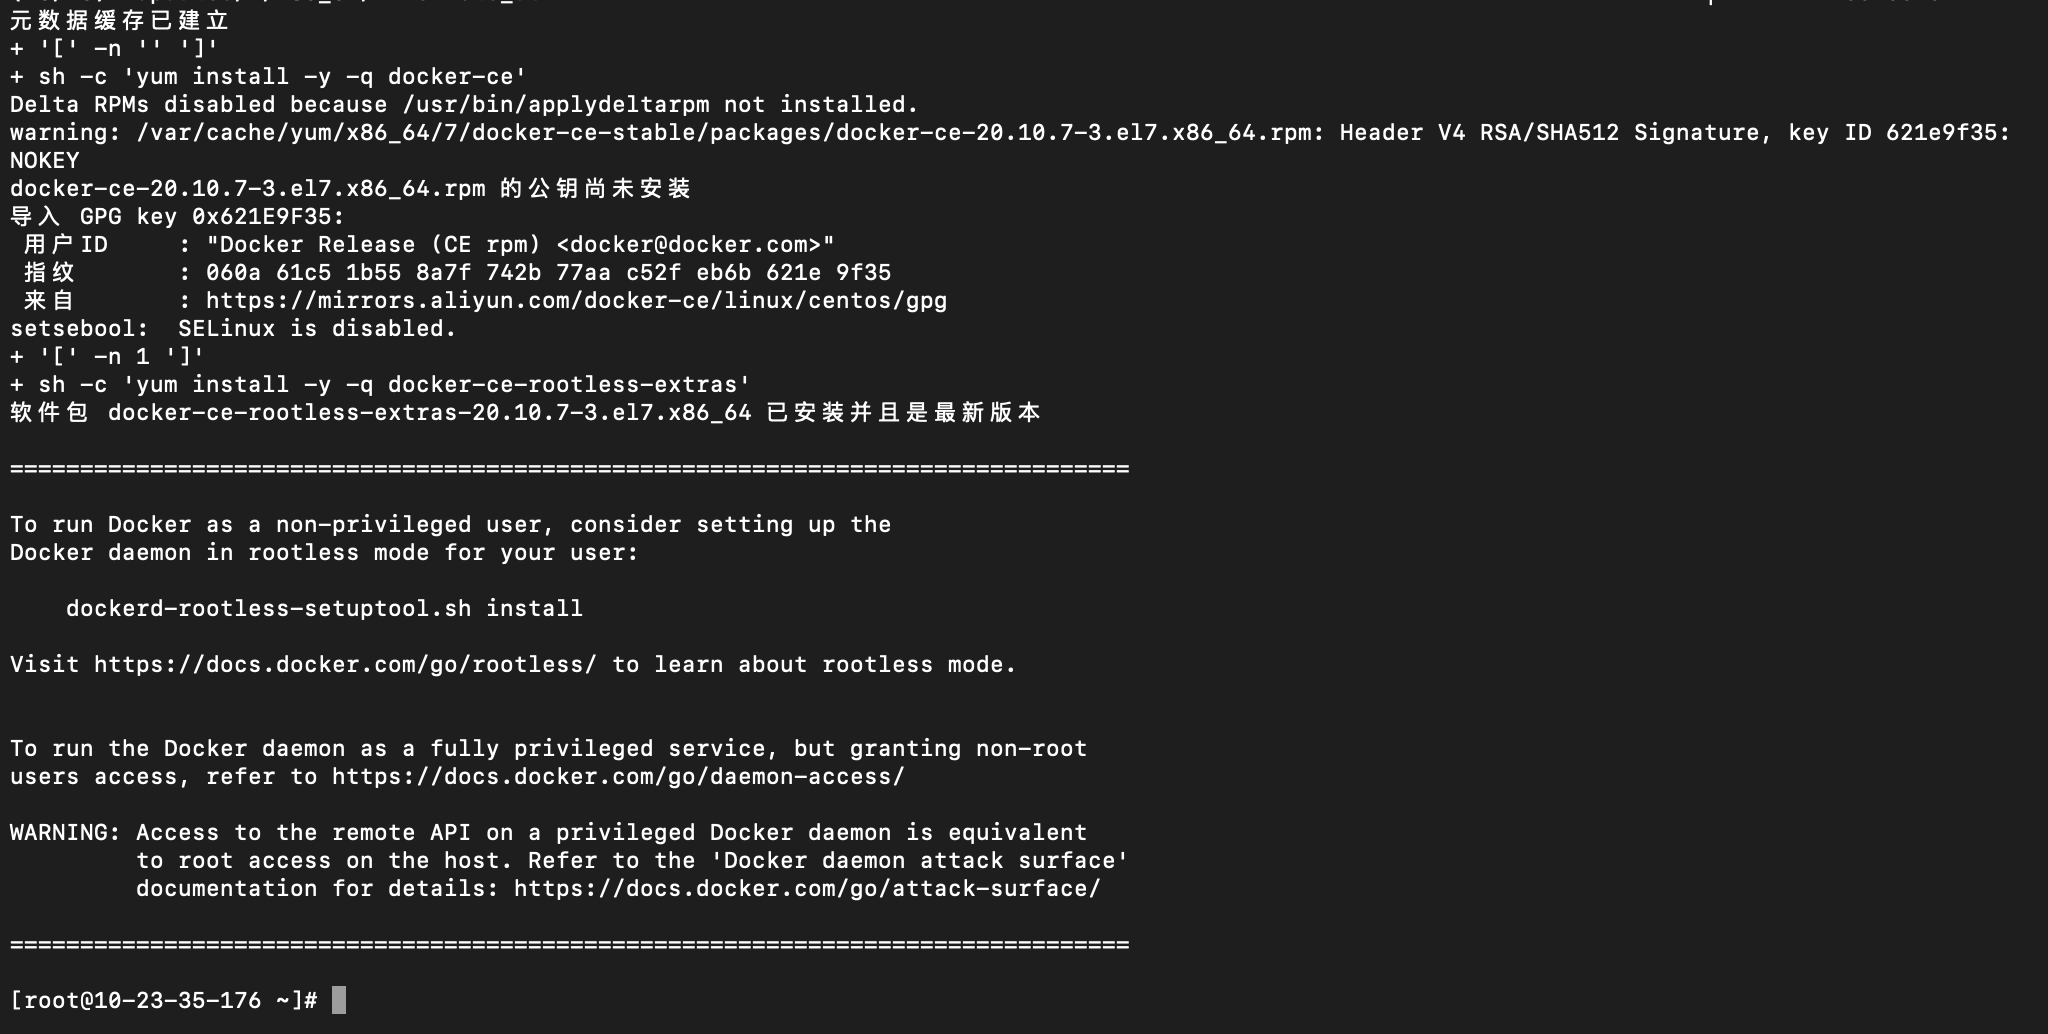 元数据缓存已建立
+ '[' -n '' ']'
+ sh -c 'yum install -y -q docker-ce'
Delta RPMs disabled because /usr/bin/applydeltarpm not installed.
warning: /var/cache/yum/x86_64/7/docker-ce-stable/packages/docker-ce-20.10.7-3.el7.x86_64.rpm: Header V4 RSA/SHA512 Signature, key ID 621e9f35:
NOKEY
docker-ce-20.10.7-3.el7.x86_64.rpm 的公钥尚未安装
导入 GPG key 0x621E9F35:
 用户ID     : "Docker Release (CE rpm) <docker@docker.com>"
 指纹       : 060a 61c5 1b55 8a7f 742b 77aa c52f eb6b 621e 9f35
 来自       : https://mirrors.aliyun.com/docker-ce/linux/centos/gpg
setsebool:  SELinux is disabled.
+ '[' -n 1 ']'
+ sh -c 'yum install -y -q docker-ce-rootless-extras'
软件包 docker-ce-rootless-extras-20.10.7-3.el7.x86_64 已安装并且是最新版本
================================================================================
To run Docker as a non-privileged user, consider setting up the
Docker daemon in rootless mode for your user:
    dockerd-rootless-setuptool.sh install
Visit https://docs.docker.com/go/rootless/ to learn about rootless mode.
To run the Docker daemon as a fully privileged service, but granting non-root
users access, refer to https://docs.docker.com/go/daemon-access/
WARNING: Access to the remote API on a privileged Docker daemon is equivalent
         to root access on the host. Refer to the 'Docker daemon attack surface'
         documentation for details: https://docs.docker.com/go/attack-surface/
================================================================================
[root@10-23-35-176 ~]#